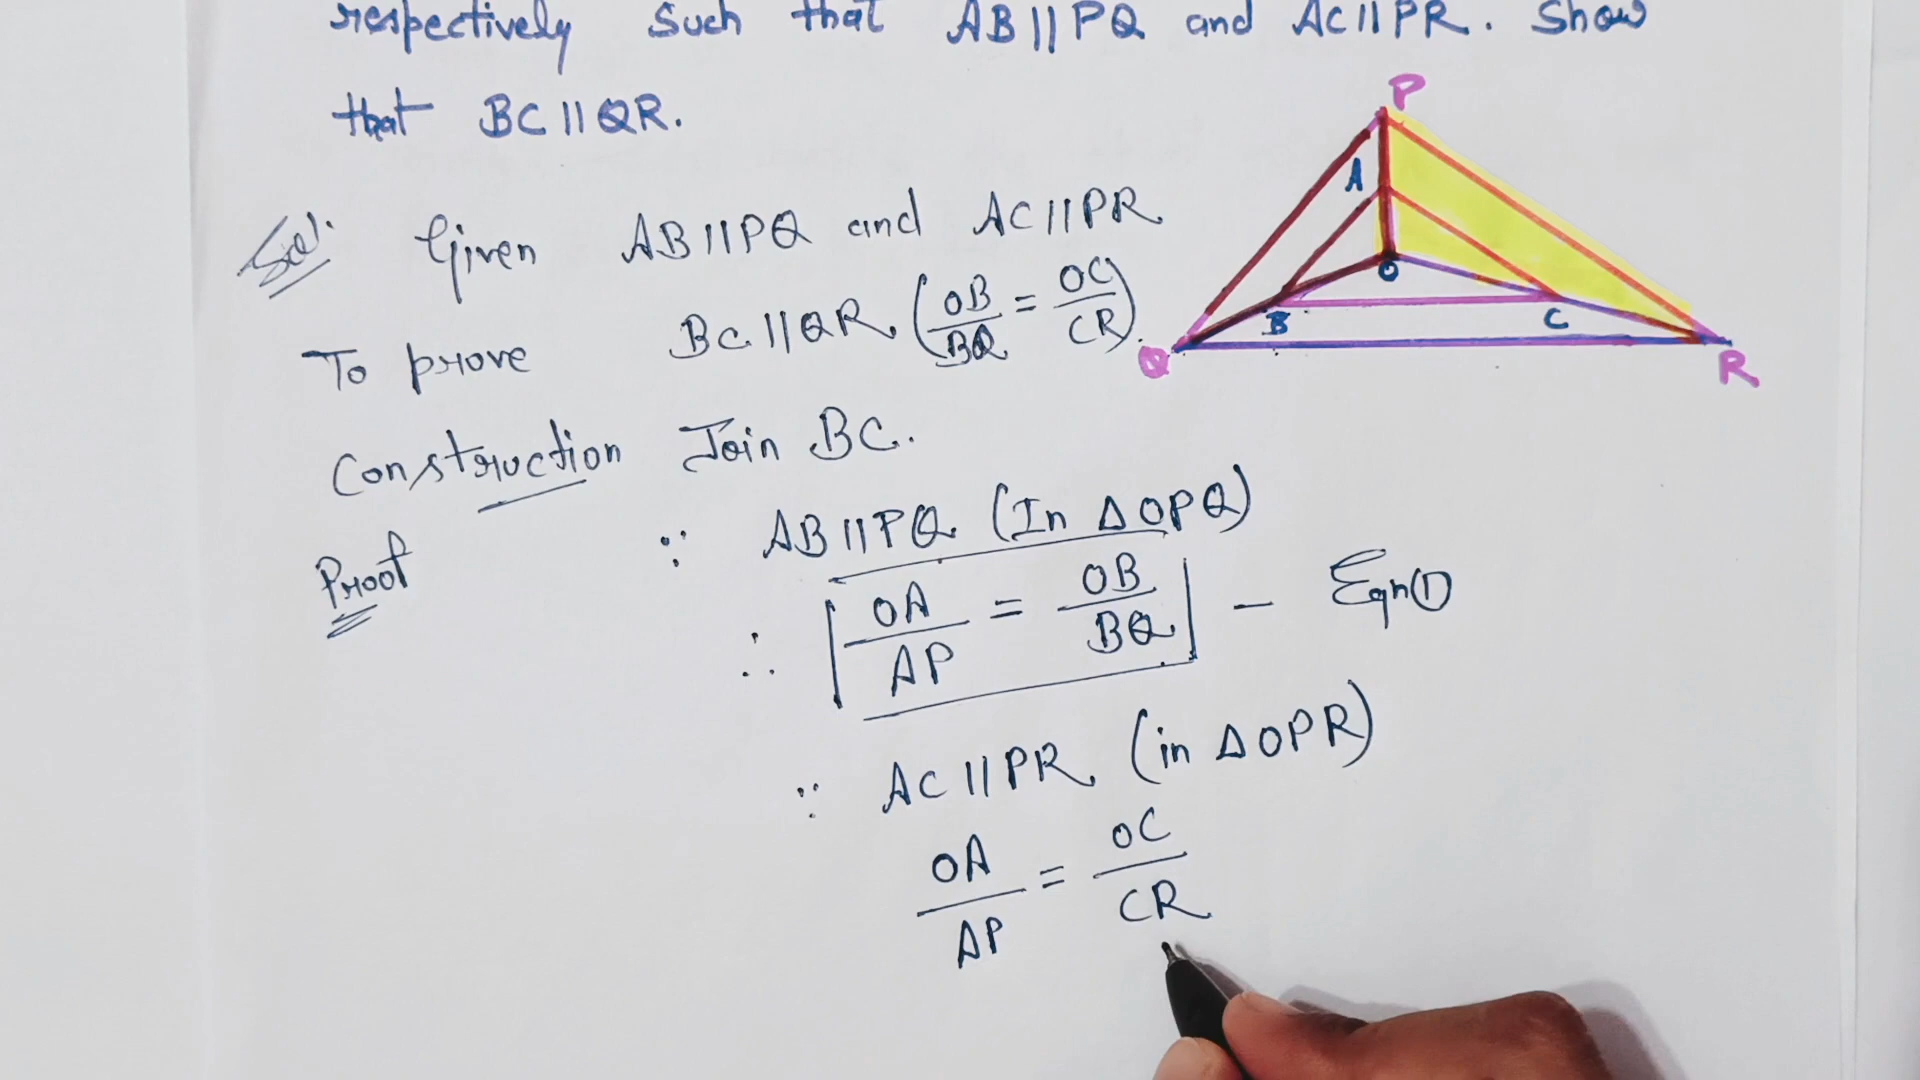 respectively such that AB||PQ and AC||PR. Show
that BC||QR.
P
A
O
B
C
Q
R
Sol:
Given AB||PQ and AC||PR
To prove BC||QR (OB/BQ = OC/CR).
Construction Join BC.
Proof ∵ AB||PQ (In ΔOPQ)
∴ OA/AP = OB/BQ - Eqn①
∵ AC||PR (in ΔOPR)
OA/AP = OC/CR